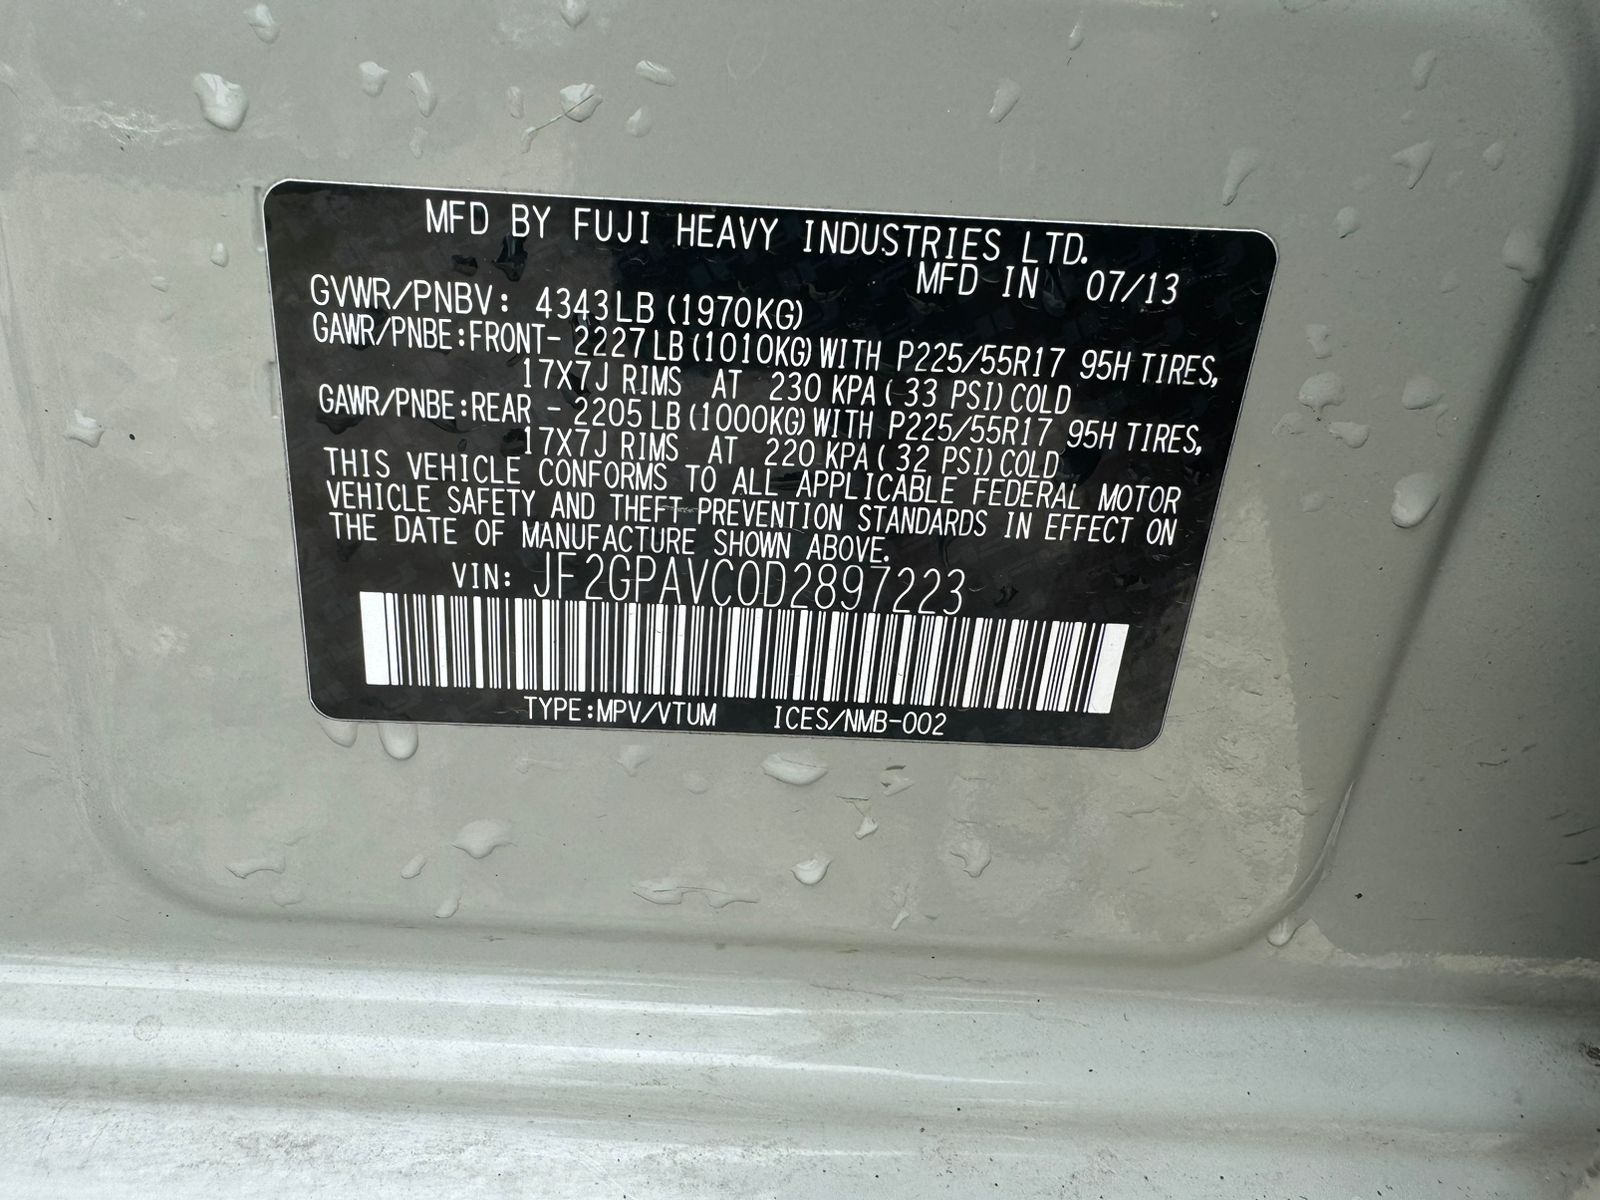 MFD BY FUJI HEAVY INDUSTRIES LTD.
MFD IN 07/13
GVWR/PNBV: 4343LB (1970KG)
GAWR/PNBE:FRONT- 2227LB(1010KG)WITH P225/55R17 95H TIRES,
17X7J RIMS AT 230 KPA(33 PSI)COLD
GAWR/PNBE:REAR - 2205LB(1000KG)WITH P225/55R17 95H TIRES,
17X7J RIMS AT 220 KPA(32 PSI)COLD
THIS VEHICLE CONFORMS TO ALL APPLICABLE FEDERAL MOTOR
VEHICLE SAFETY AND THEFT PREVENTION STANDARDS IN EFFECT ON
THE DATE OF MANUFACTURE SHOWN ABOVE.
VIN: JF2GPAVC0D2897223
TYPE:MPV/VTUM ICES/NMB-002